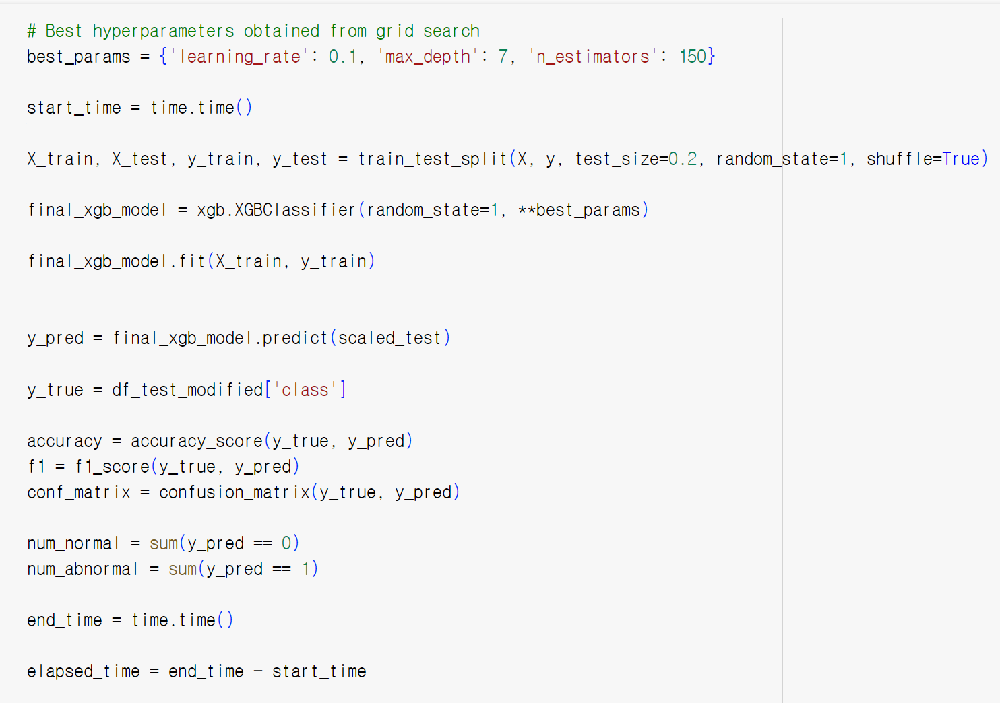 # Best hyperparameters obtained from grid search
best_params = {'learning_rate': 0.1, 'max_depth': 7, 'n_estimators': 150}
start_time = time.time()
X_train, X_test, y_train, y_test = train_test_split(X, y, test_size=0.2, random_state=1, shuffle=True)
final_xgb_model = xgb.XGBClassifier(random_state=1, **best_params)
final_xgb_model.fit(X_train, y_train)
y_pred = final_xgb_model.predict(scaled_test)
y_true = df_test_modified['class']
accuracy = accuracy_score(y_true, y_pred)
f1 = f1_score(y_true, y_pred)
conf_matrix = confusion_matrix(y_true, y_pred)
num_normal = sum(y_pred == 0)
num_abnormal = sum(y_pred == 1)
end_time = time.time()
elapsed_time = end_time - start_time